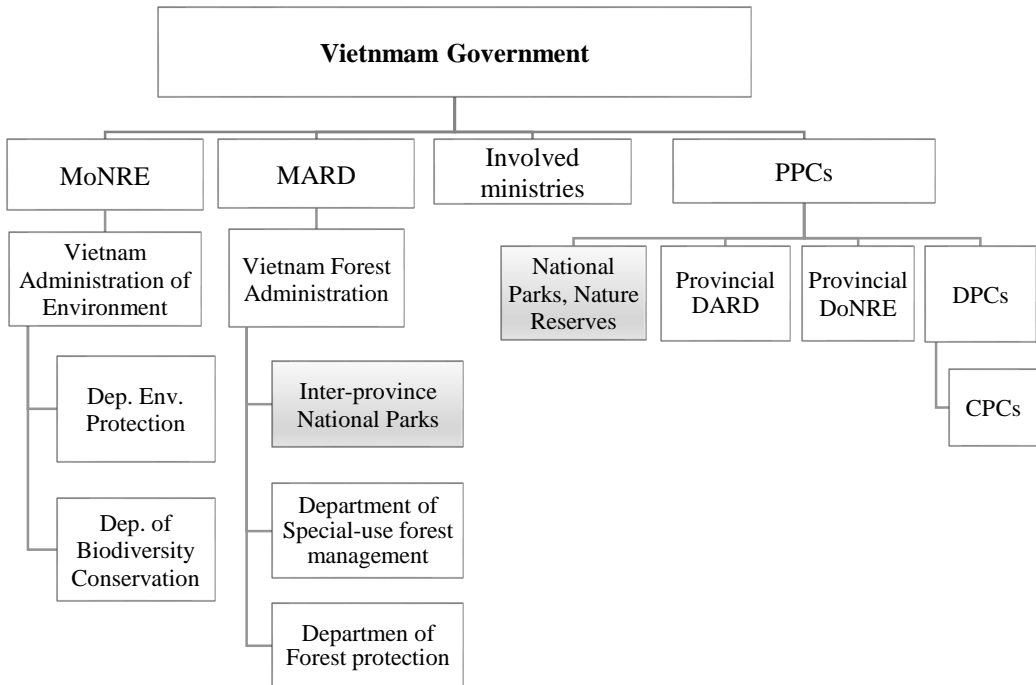 Vietnmam Government
MoNRE
MARD
Involved
ministries
PPCs
Vietnam
Administration of
Environment
Vietnam Forest
Administration
National
Parks, Nature
Reserves
Provincial
DARD
Provincial
DoNRE
DPCs
Dep. Env.
Protection
Inter-province
National Parks
CPCs
Dep. of
Biodiversity
Conservation
Department of
Special-use forest
management
Departmen of
Forest protection